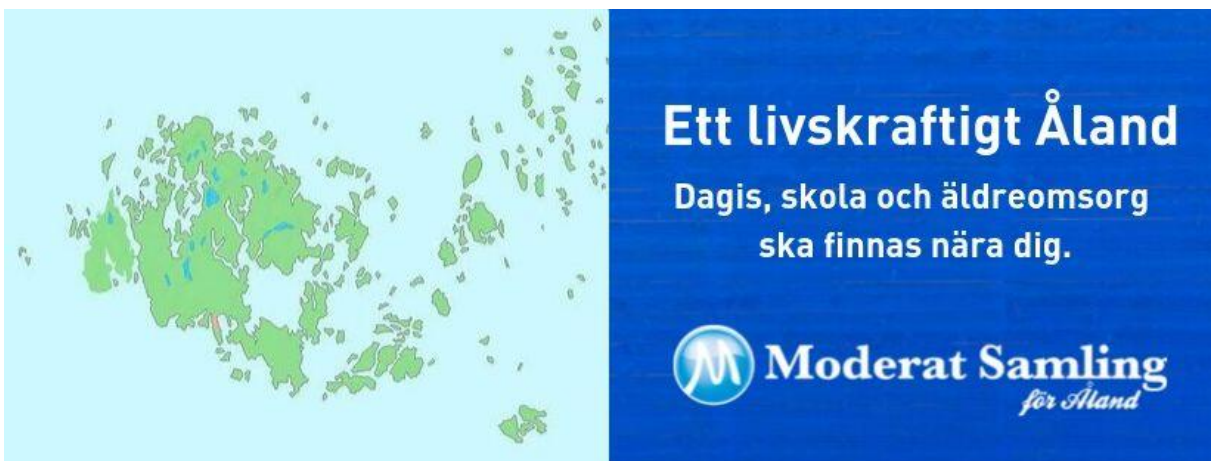 Ett livskraftigt Åland
Dagis, skola och äldreomsorg
ska finnas nära dig.
M Moderat Samling
för Åland